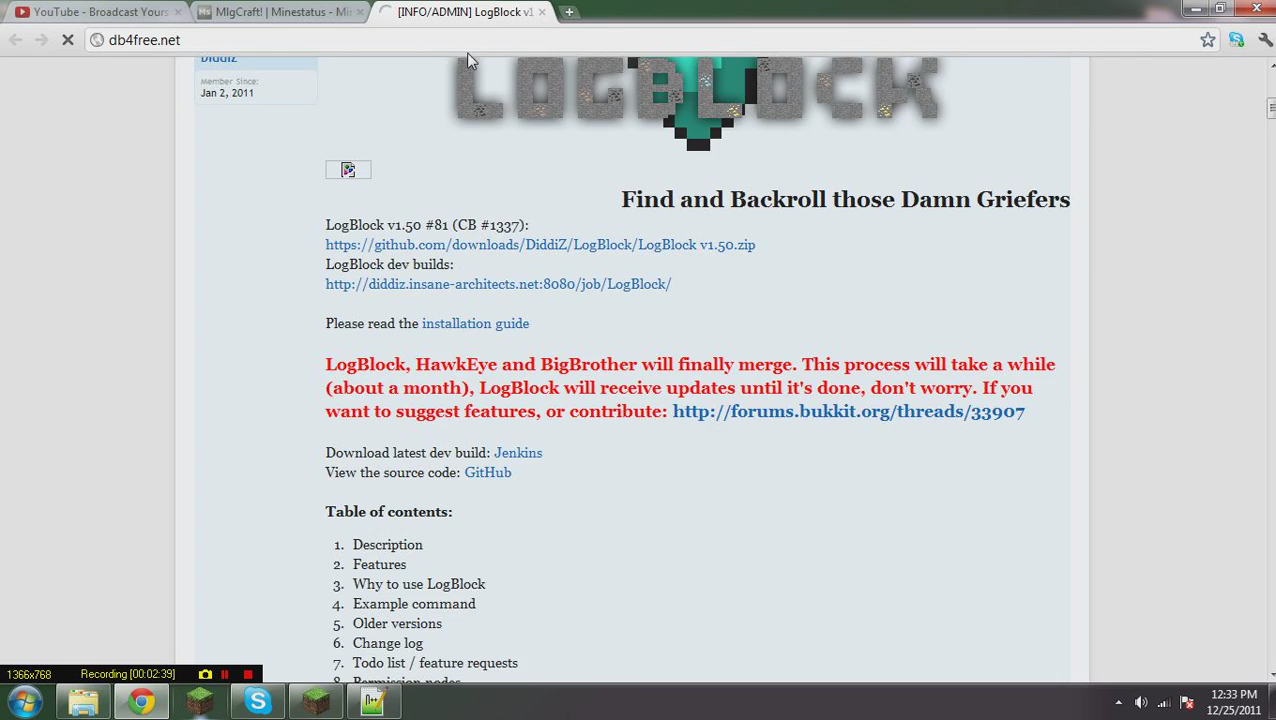 YouTube - Broadcast Yours
MlgCraft! | Minestatus - Mi
[INFO/ADMIN] LogBlock v1
db4free.net
DiddiZ
Member Since:
Jan 2, 2011
LOGBLOCK
Find and Backroll those Damn Griefers
LogBlock v1.50 #81 (CB #1337):
https://github.com/downloads/DiddiZ/LogBlock/LogBlock v1.50.zip
LogBlock dev builds:
http://diddiz.insane-architects.net:8080/job/LogBlock/
Please read the installation guide
LogBlock, HawkEye and BigBrother will finally merge. This process will take a while
(about a month), LogBlock will receive updates until it's done, don't worry. If you
want to suggest features, or contribute: http://forums.bukkit.org/threads/33907
Download latest dev build: Jenkins
View the source code: GitHub
Table of contents:
1. Description
2. Features
3. Why to use LogBlock
4. Example command
5. Older versions
6. Change log
7. Todo list / feature requests
8. Permission nodes
1366x768
Recording [00:02:39]
12:33 PM
12/25/2011